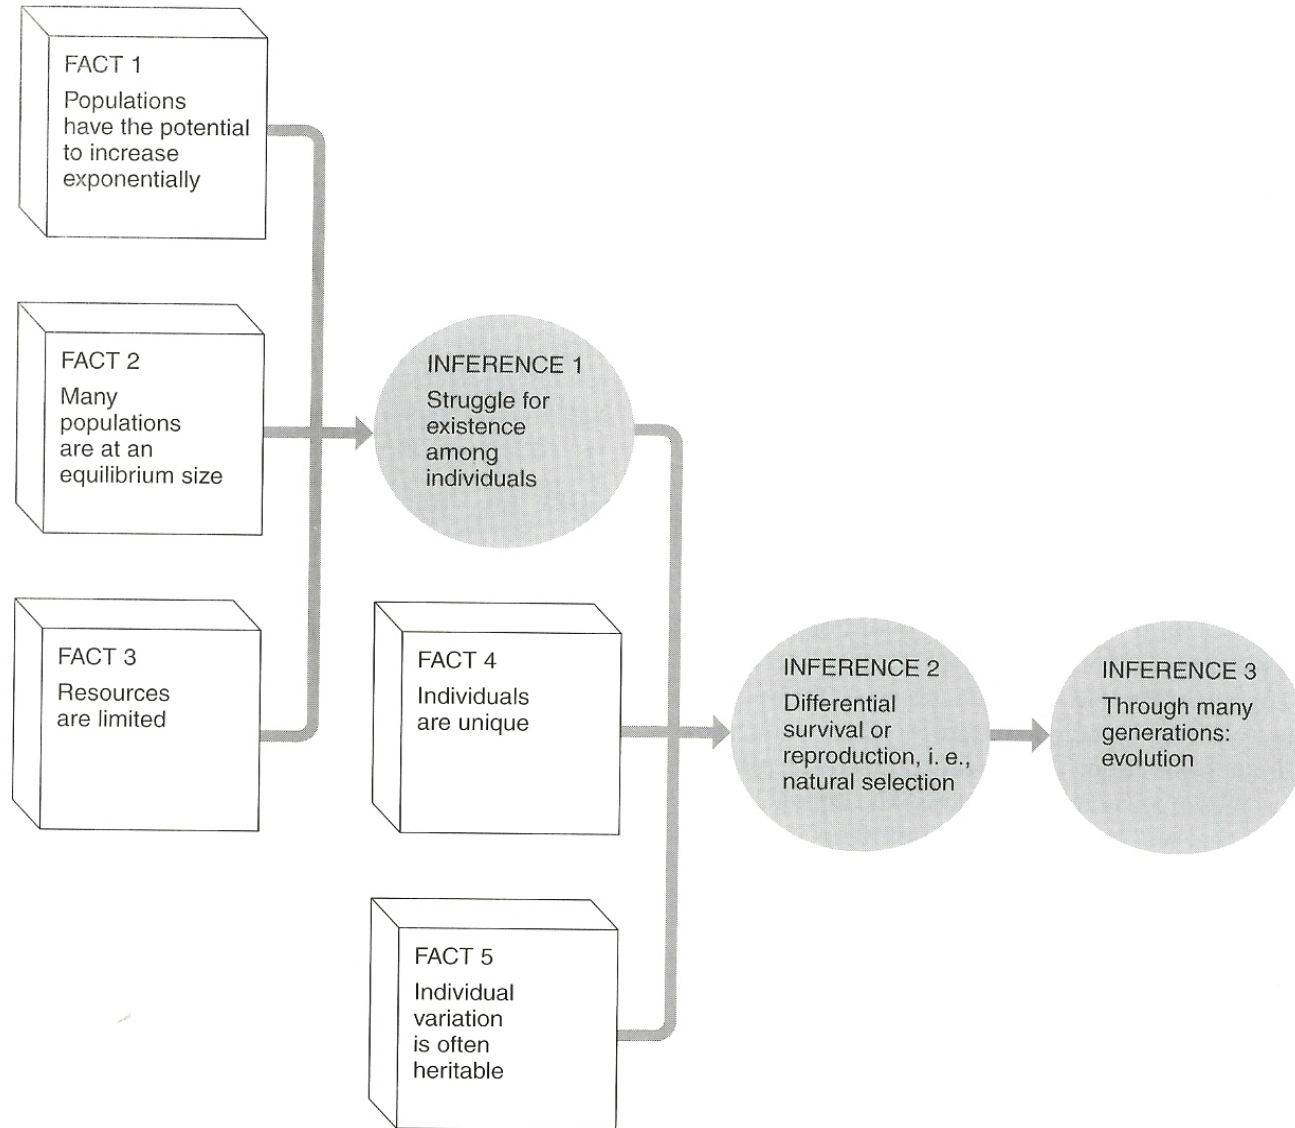 FACT 1
Populations
have the potential
to increase
exponentially
FACT 2
Many
populations
are at an
equilibrium size
FACT 3
Resources
are limited
INFERENCE 1
Struggle for
existence
among
individuals
FACT 4
Individuals
are unique
FACT 5
Individual
variation
is often
heritable
INFERENCE 2
Differential
survival or
reproduction, i. e.,
natural selection
INFERENCE 3
Through many
generations:
evolution